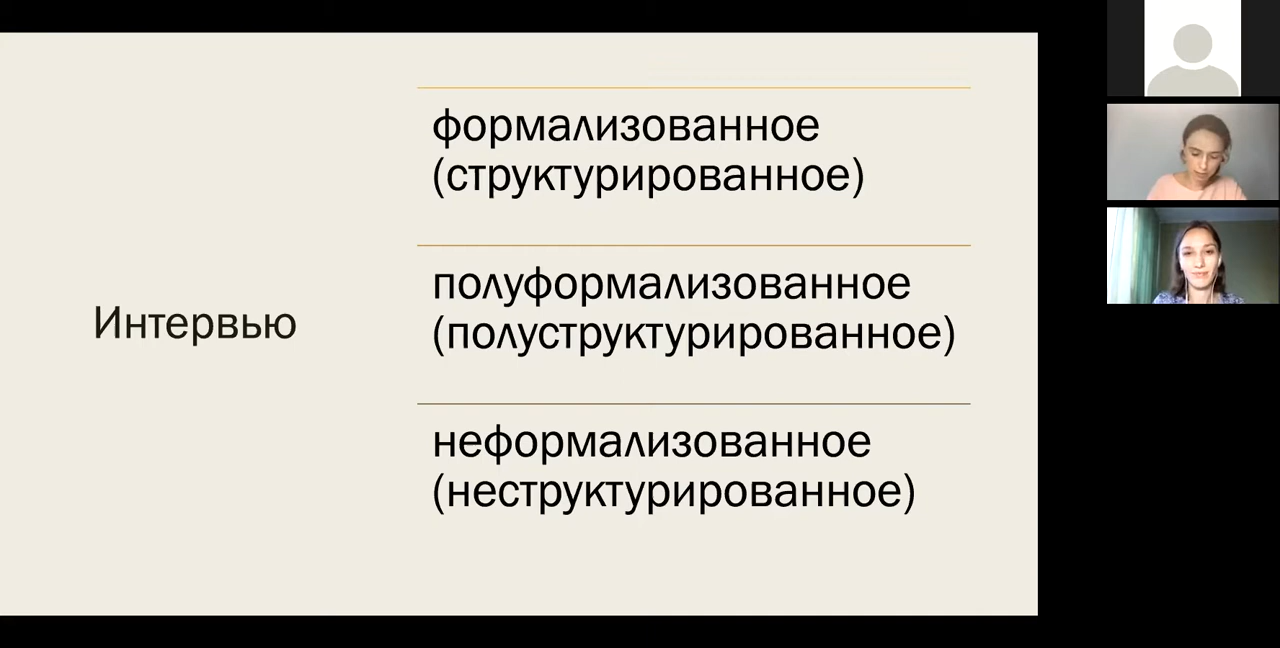 Интервью
формализованное
(структурированное)
полуформализованное
(полуструктурированное)
неформализованное
(неструктурированное)